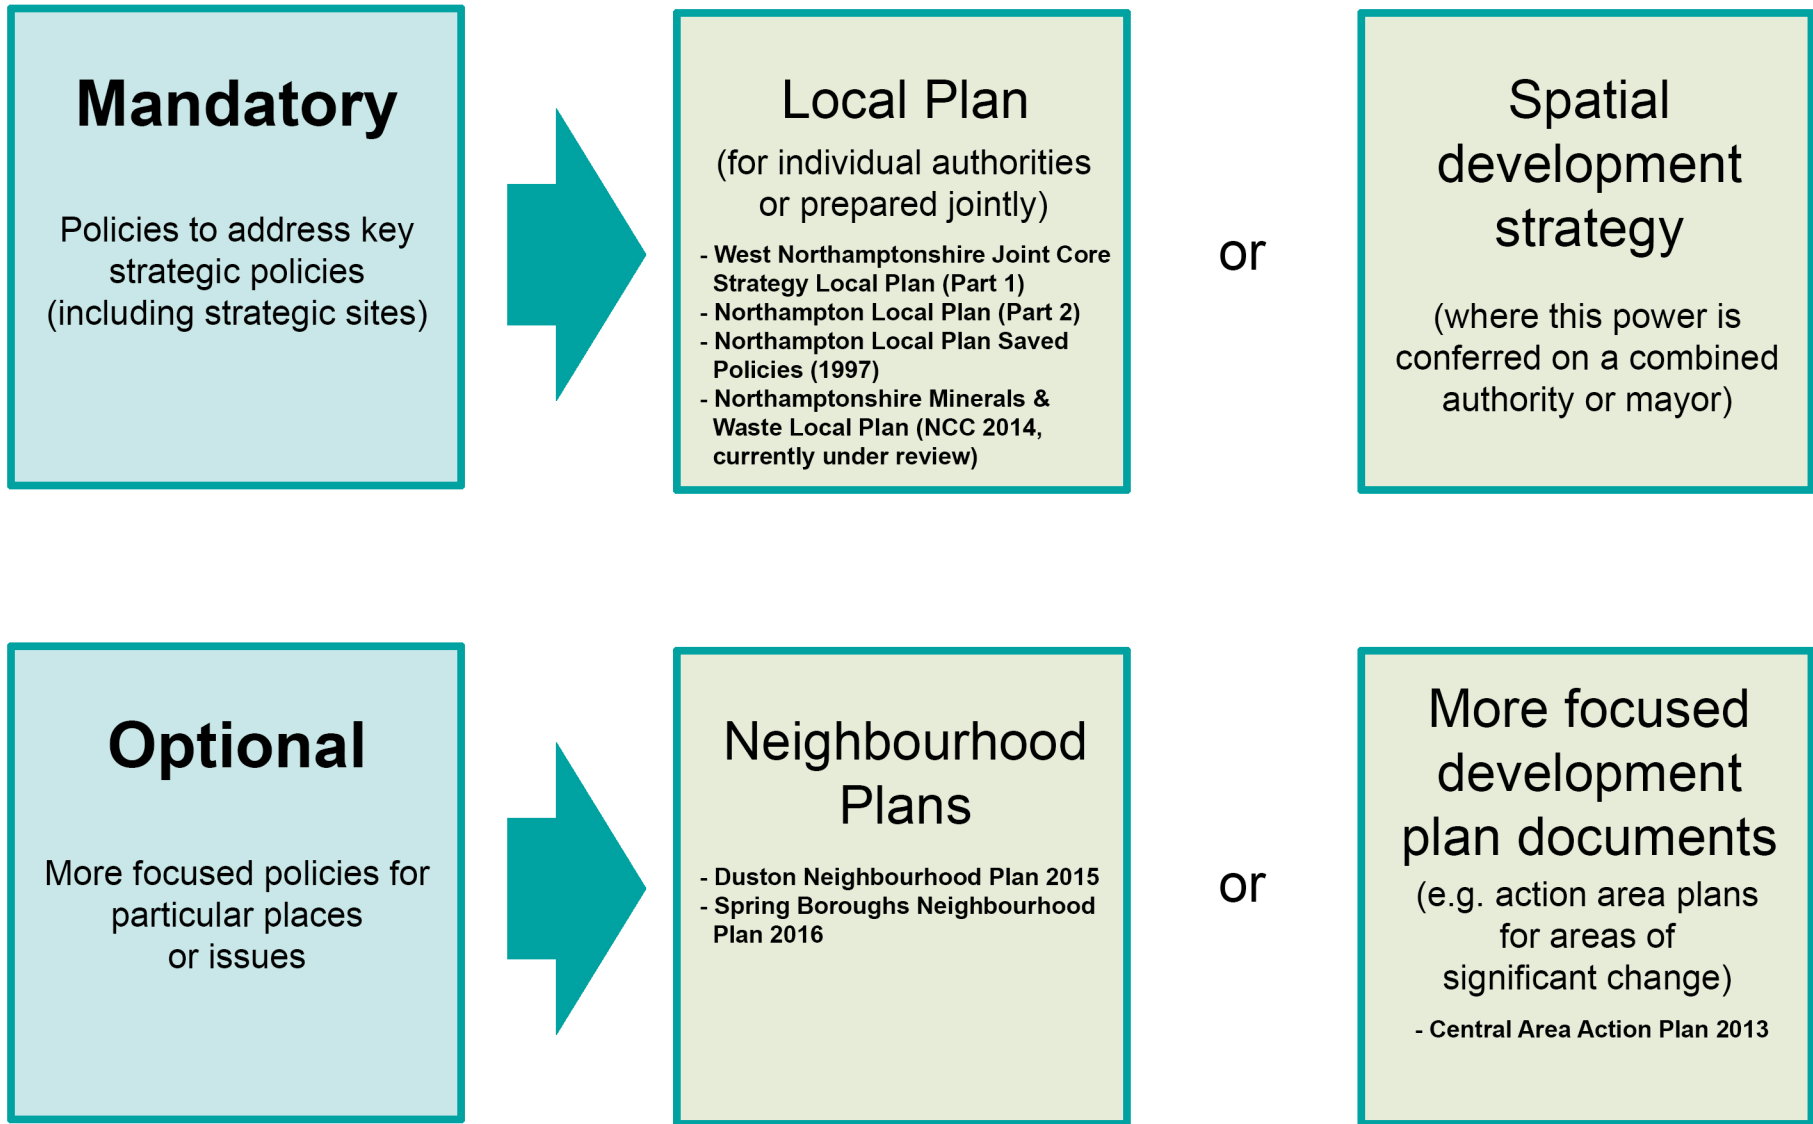 Mandatory
Policies to address key
strategic policies
(including strategic sites)
Local Plan
(for individual authorities
or prepared jointly)
- West Northamptonshire Joint Core
Strategy Local Plan (Part 1)
- Northampton Local Plan (Part 2)
- Northampton Local Plan Saved
Policies (1997)
- Northamptonshire Minerals &
Waste Local Plan (NCC 2014,
currently under review)
or
Spatial
development
strategy
(where this power is
conferred on a combined
authority or mayor)
Optional
More focused policies for
particular places
or issues
Neighbourhood
Plans
- Duston Neighbourhood Plan 2015
- Spring Boroughs Neighbourhood
Plan 2016
or
More focused
development
plan documents
(e.g. action area plans
for areas of
significant change)
- Central Area Action Plan 2013